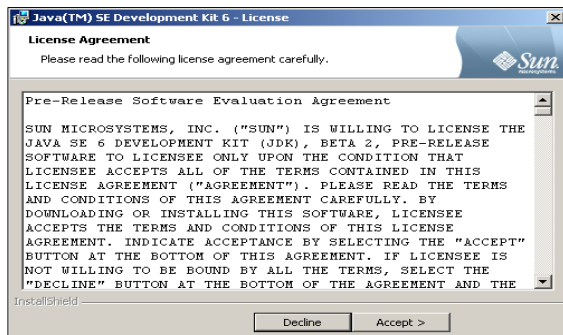 Java(TM) SE Development Kit 6 - License
License Agreement
Please read the following license agreement carefully.
Sun
microsystems
Pre-Release Software Evaluation Agreement
SUN MICROSYSTEMS, INC. ("SUN") IS WILLING TO LICENSE THE
JAVA SE 6 DEVELOPMENT KIT (JDK), BETA 2, PRE-RELEASE
SOFTWARE TO LICENSEE ONLY UPON THE CONDITION THAT
LICENSEE ACCEPTS ALL OF THE TERMS CONTAINED IN THIS
LICENSE AGREEMENT ("AGREEMENT"). PLEASE READ THE TERMS
AND CONDITIONS OF THIS AGREEMENT CAREFULLY. BY
DOWNLOADING OR INSTALLING THIS SOFTWARE, LICENSEE
ACCEPTS THE TERMS AND CONDITIONS OF THIS LICENSE
AGREEMENT. INDICATE ACCEPTANCE BY SELECTING THE "ACCEPT"
BUTTON AT THE BOTTOM OF THIS AGREEMENT. IF LICENSEE IS
NOT WILLING TO BE BOUND BY ALL THE TERMS, SELECT THE
"DECLINE" BUTTON AT THE BOTTOM OF THE AGREEMENT AND THE
InstallShield
Decline
Accept >